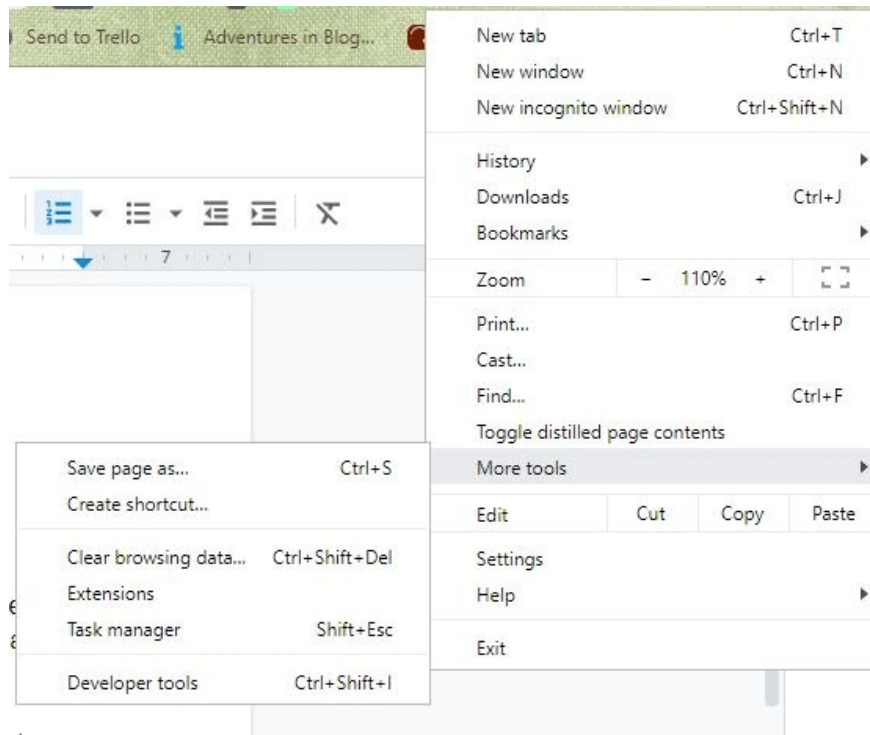 Send to Trello Adventures in Blog...
New tab Ctrl+T
New window Ctrl+N
New incognito window Ctrl+Shift+N
History
Downloads Ctrl+J
Bookmarks
Zoom - 110% +
Print... Ctrl+P
Cast...
Find... Ctrl+F
Toggle distilled page contents
More tools
Edit Cut Copy Paste
Settings
Help
Exit
7
Save page as... Ctrl+S
Create shortcut...
Clear browsing data... Ctrl+Shift+Del
Extensions
Task manager Shift+Esc
Developer tools Ctrl+Shift+I